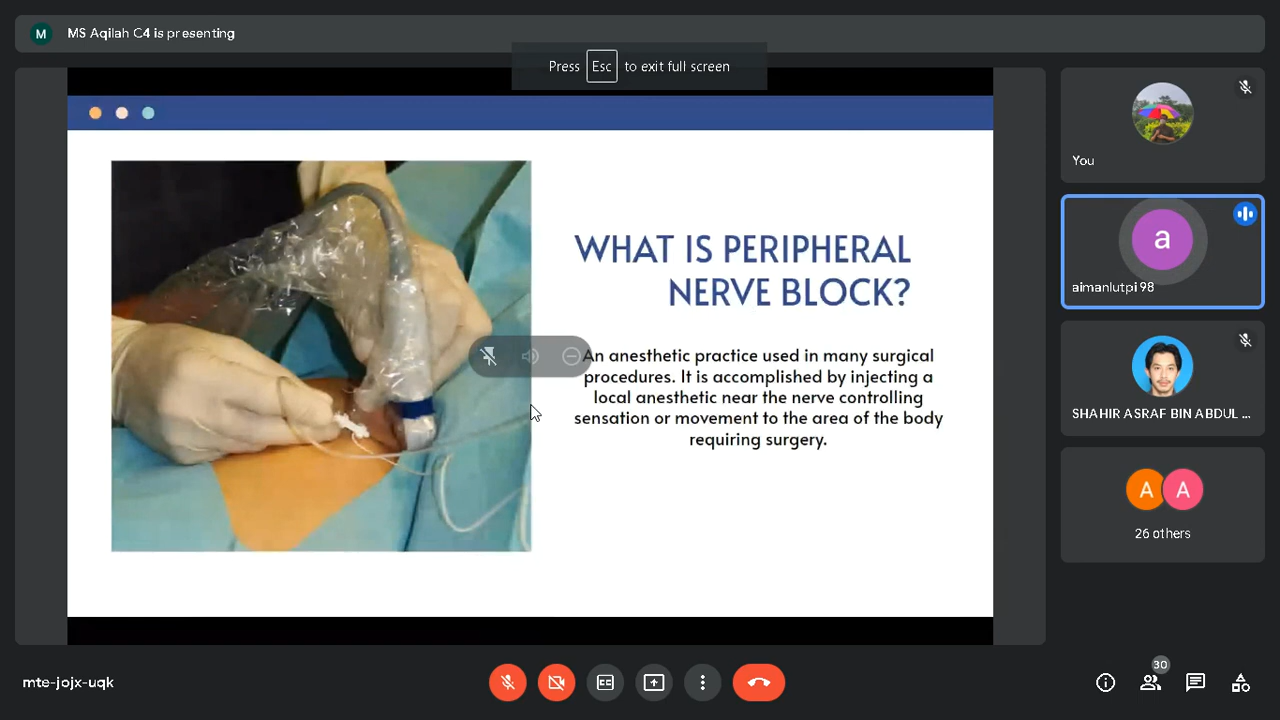 M
MS Aqilah C4 is presenting
Press Esc to exit full screen
WHAT IS PERIPHERAL
NERVE BLOCK?
An anesthetic practice used in many surgical
procedures. It is accomplished by injecting a
local anesthetic near the nerve controlling
sensation or movement to the area of the body
requiring surgery.
You
a
aimanlutpi 98
SHAHIR ASRAF BIN ABDUL ...
A A
26 others
mte-jojx-uqk
CC
30